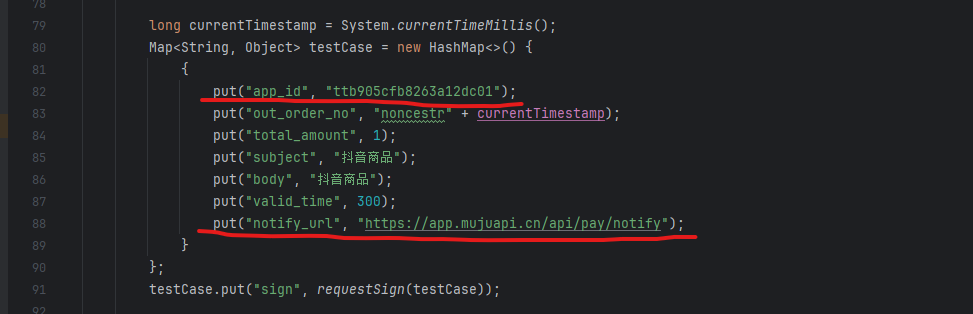 78
79 long currentTimestamp = System.currentTimeMillis();
80 Map<String, Object> testCase = new HashMap<>() {
81 {
82 put("app_id", "ttb905cfb8263a12dc01");
83 put("out_order_no", "noncestr" + currentTimestamp);
84 put("total_amount", 1);
85 put("subject", "抖音商品");
86 put("body", "抖音商品");
87 put("valid_time", 300);
88 put("notify_url", "https://app.mujuapi.cn/api/pay/notify");
89 }
90 };
91 testCase.put("sign", requestSign(testCase));
92